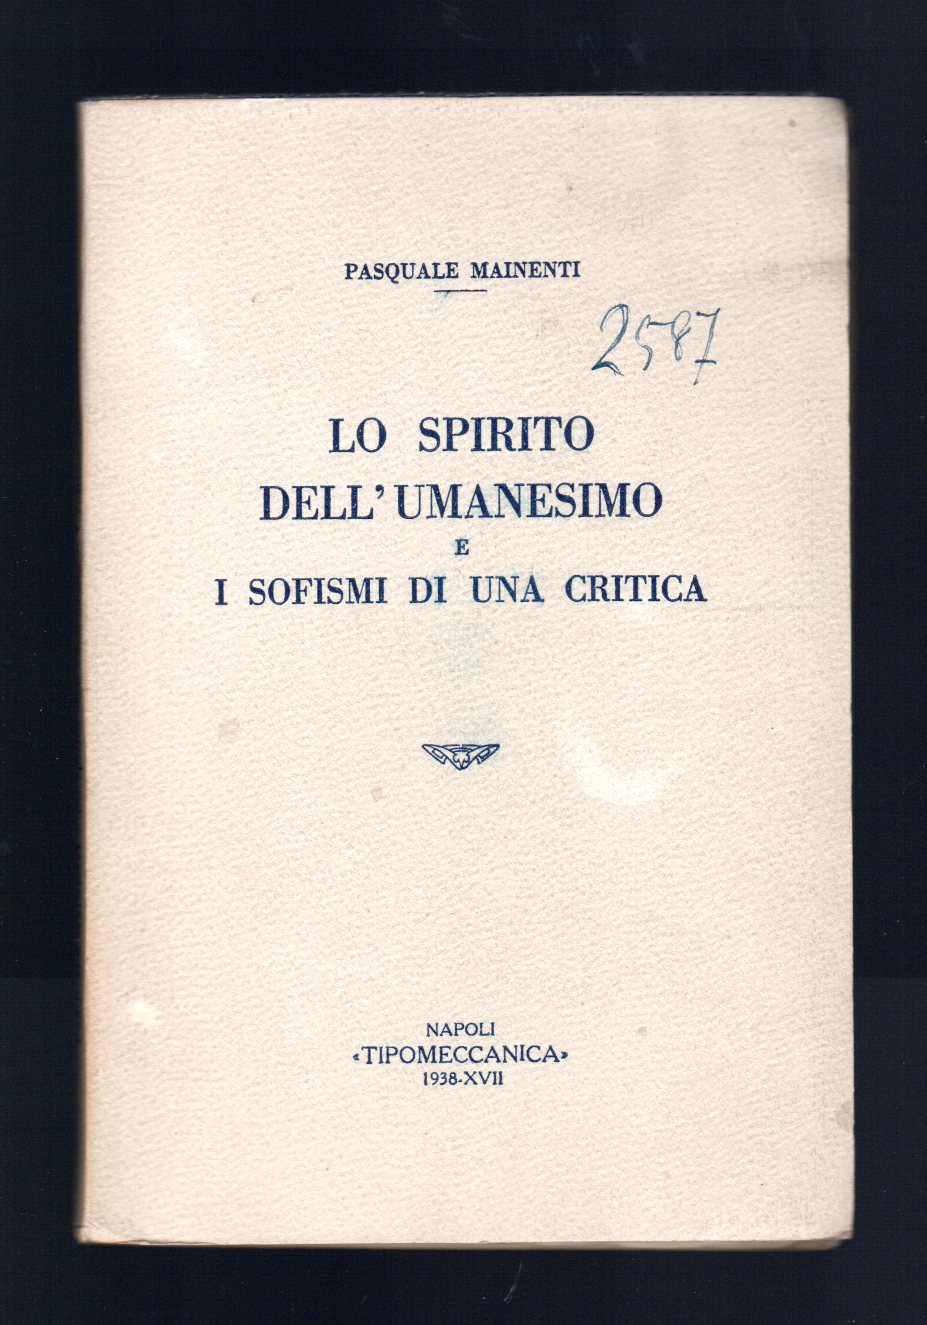 PASQUALE MAINENTI
2587
LO SPIRITO
DELL'UMANESIMO
E
I SOFISMI DI UNA CRITICA
NAPOLI
«TIPOMECCANICA»
1938-XVII